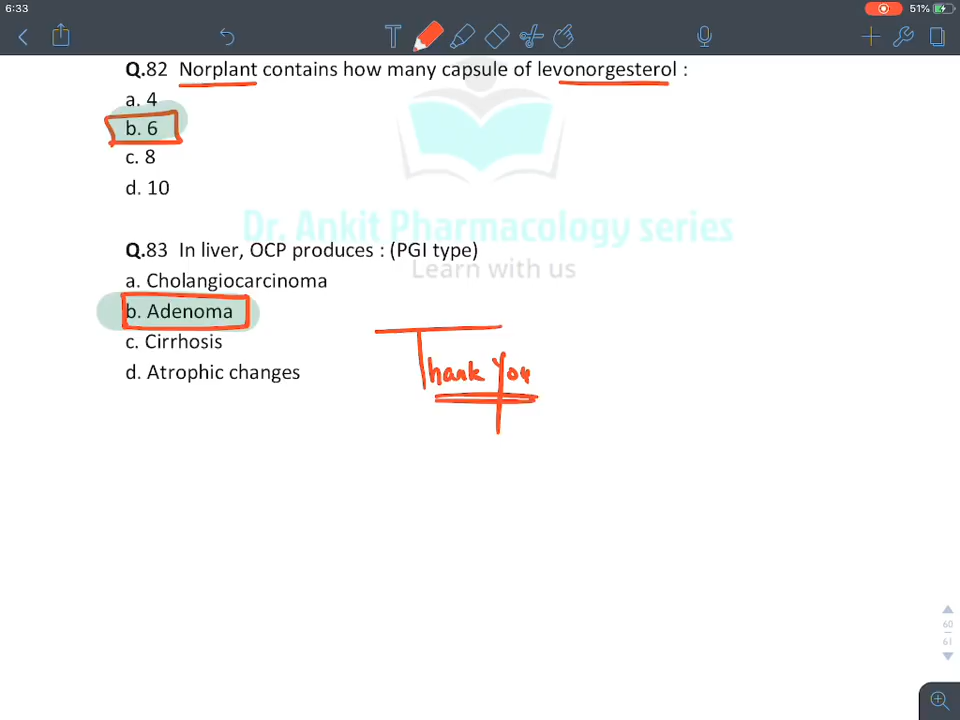 6:33
51%
T
Q.82 Norplant contains how many capsule of levonorgesterol :
a. 4
b. 6
c. 8
d. 10
Dr. Ankit Pharmacology series
Q.83 In liver, OCP produces : (PGI type)
Learn with us
a. Cholangiocarcinoma
b. Adenoma
c. Cirrhosis
d. Atrophic changes
Thank You
60
61